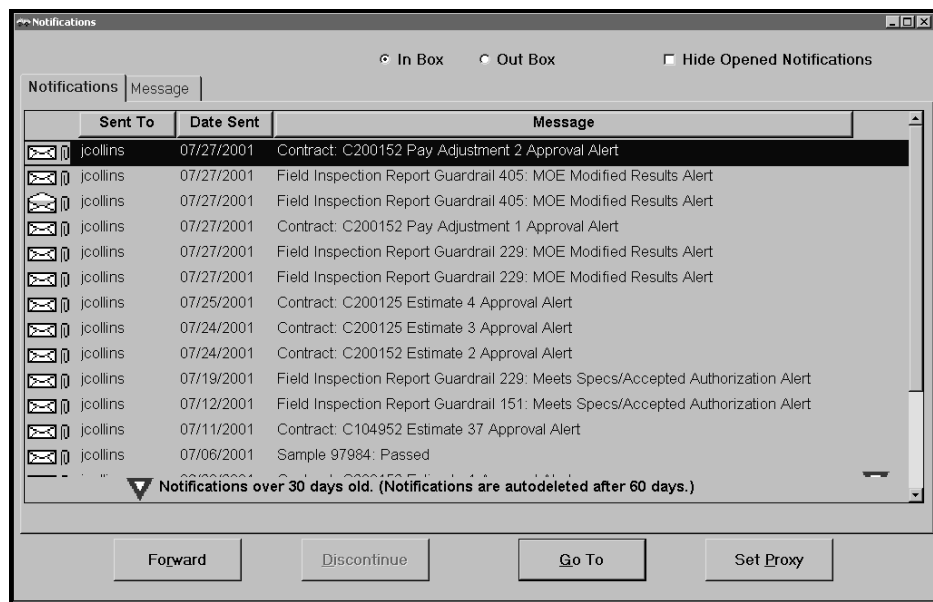 Notifications
In Box Out Box Hide Opened Notifications
Notifications Message
Sent To Date Sent Message
jcollins 07/27/2001 Contract: C200152 Pay Adjustment 2 Approval Alert
jcollins 07/27/2001 Field Inspection Report Guardrail 405: MOE Modified Results Alert
jcollins 07/27/2001 Field Inspection Report Guardrail 405: MOE Modified Results Alert
jcollins 07/27/2001 Contract: C200152 Pay Adjustment 1 Approval Alert
jcollins 07/27/2001 Field Inspection Report Guardrail 229: MOE Modified Results Alert
jcollins 07/27/2001 Field Inspection Report Guardrail 229: MOE Modified Results Alert
jcollins 07/25/2001 Contract: C200125 Estimate 4 Approval Alert
jcollins 07/24/2001 Contract: C200125 Estimate 3 Approval Alert
jcollins 07/24/2001 Contract: C200152 Estimate 2 Approval Alert
jcollins 07/19/2001 Field Inspection Report Guardrail 229: Meets Specs/Accepted Authorization Alert
jcollins 07/12/2001 Field Inspection Report Guardrail 151: Meets Specs/Accepted Authorization Alert
jcollins 07/11/2001 Contract: C104952 Estimate 37 Approval Alert
jcollins 07/06/2001 Sample 97984: Passed
Notifications over 30 days old. (Notifications are autodeleted after 60 days.)
Forward Discontinue Go To Set Proxy